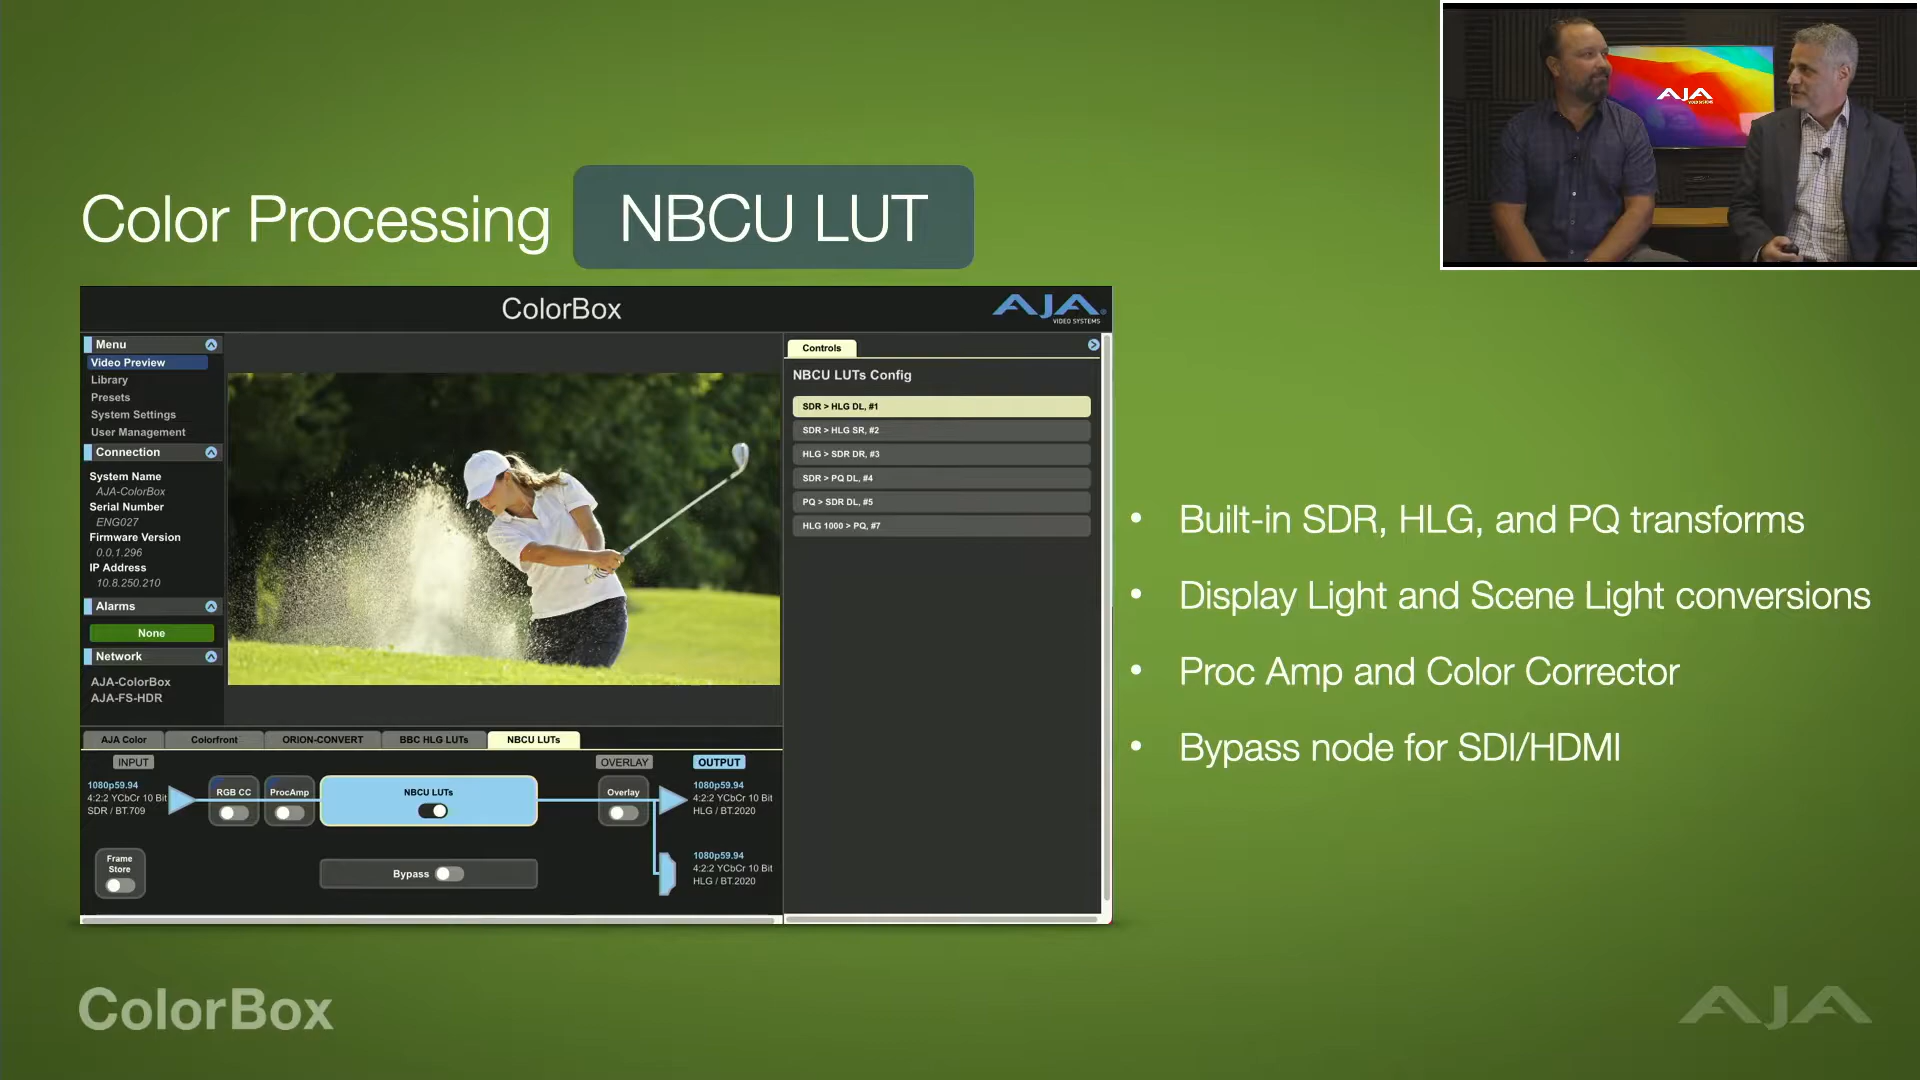 AJA
VIDEO SYSTEMS
Color Processing
NBCU LUT
ColorBox
AJA
VIDEO SYSTEMS
Menu
Video Preview
Library
Presets
System Settings
User Management
Connection
System Name
AJA-ColorBox
Serial Number
ENG027
Firmware Version
0.0.1.296
IP Address
10.8.250.210
Alarms
None
Network
AJA-ColorBox
AJA-FS-HDR
Controls
NBCU LUTs Config
SDR > HLG DL, #1
SDR > HLG SR, #2
HLG > SDR DR, #3
SDR > PQ DL, #4
PQ > SDR DL, #5
HLG 1000 > PQ, #7
AJA Color
Colorfront
ORION-CONVERT
BBC HLG LUTs
NBCU LUTs
INPUT
OVERLAY
OUTPUT
1080p59.94
4:2:2 YCbCr 10 Bit
SDR / BT.709
RGB CC
ProcAmp
NBCU LUTs
Overlay
1080p59.94
4:2:2 YCbCr 10 Bit
HLG / BT.2020
Frame
Store
Bypass
1080p59.94
4:2:2 YCbCr 10 Bit
HLG / BT.2020
• Built-in SDR, HLG, and PQ transforms
• Display Light and Scene Light conversions
• Proc Amp and Color Corrector
• Bypass node for SDI/HDMI
ColorBox
AJA